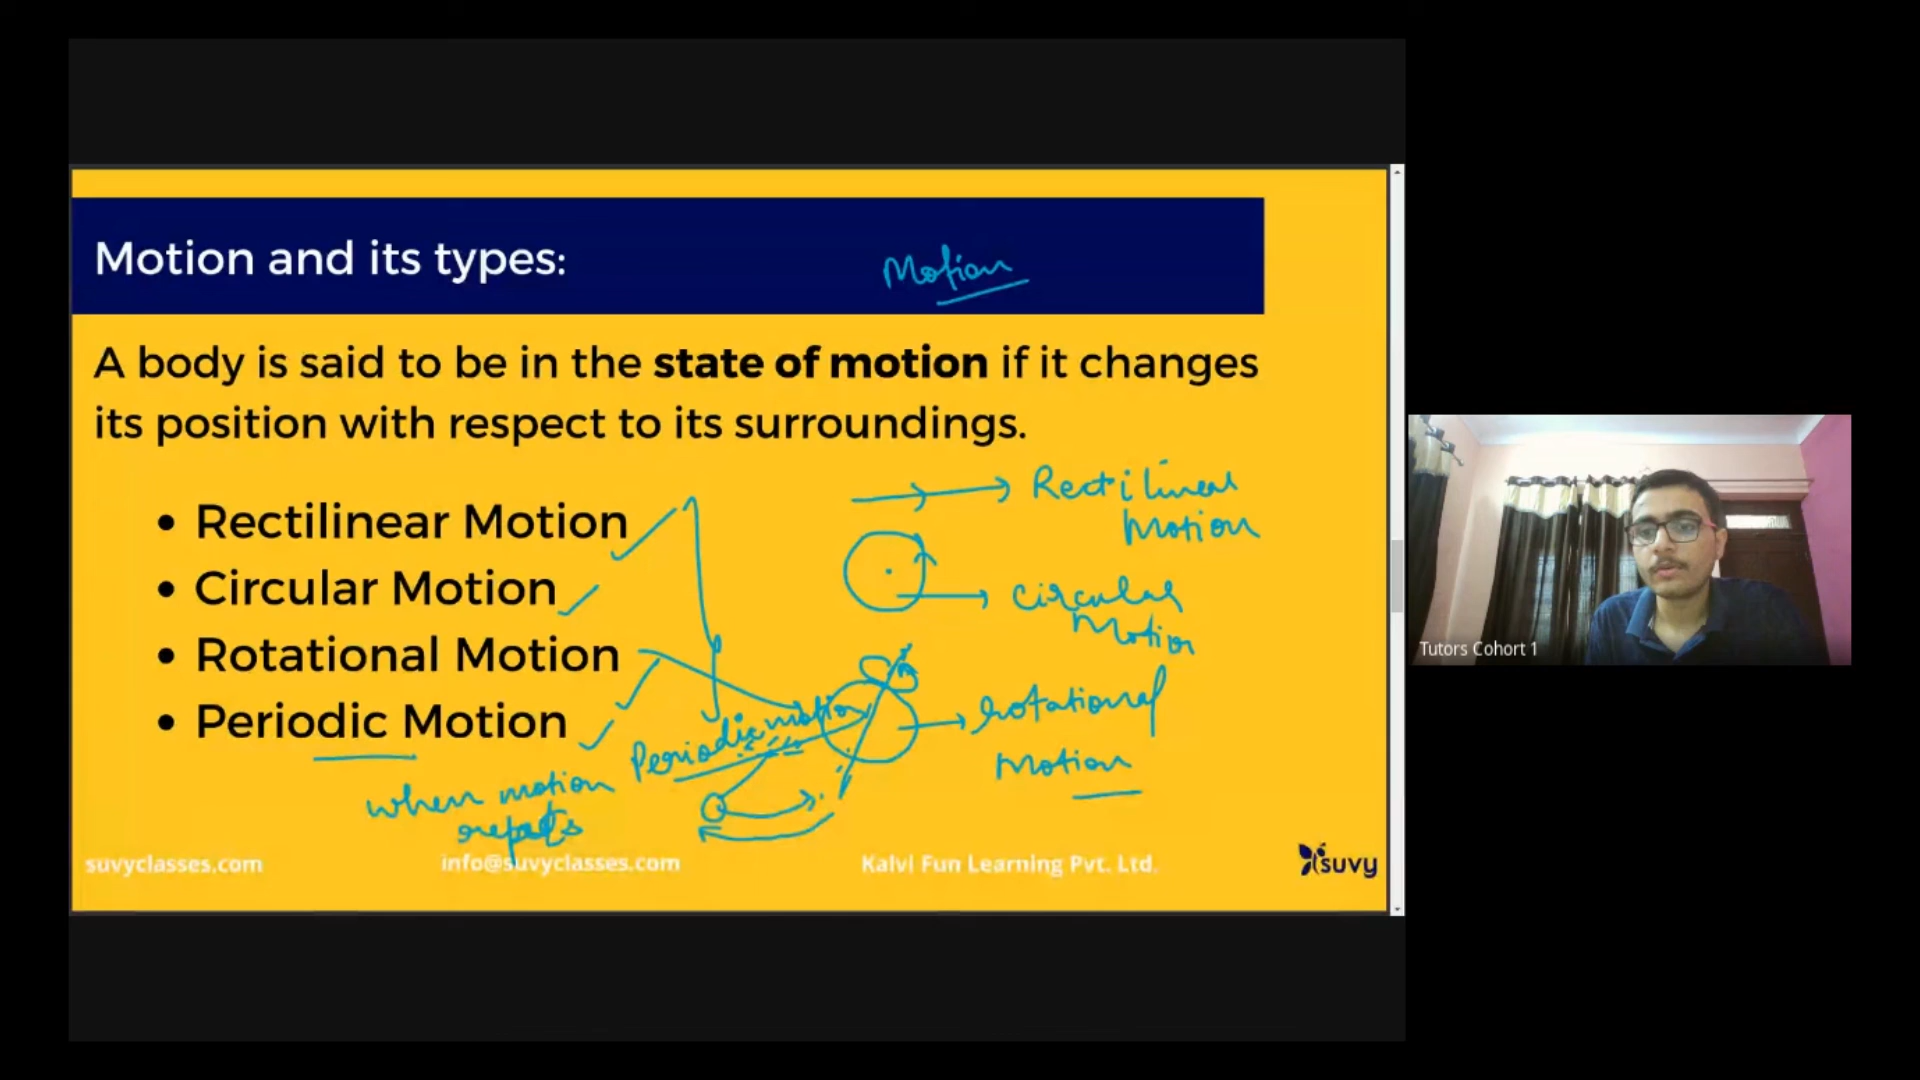 Motion and its types:
Motion
A body is said to be in the state of motion if it changes
its position with respect to its surroundings.
• Rectilinear Motion
• Circular Motion
• Rotational Motion
• Periodic Motion
Rectilinear
Motion
Circular
Motion
rotational
Motion
Periodic motion
when motion
repeats
suvyclasses.com
info@suvyclasses.com
Kalvi Fun Learning Pvt. Ltd.
suvy
Tutors Cohort 1